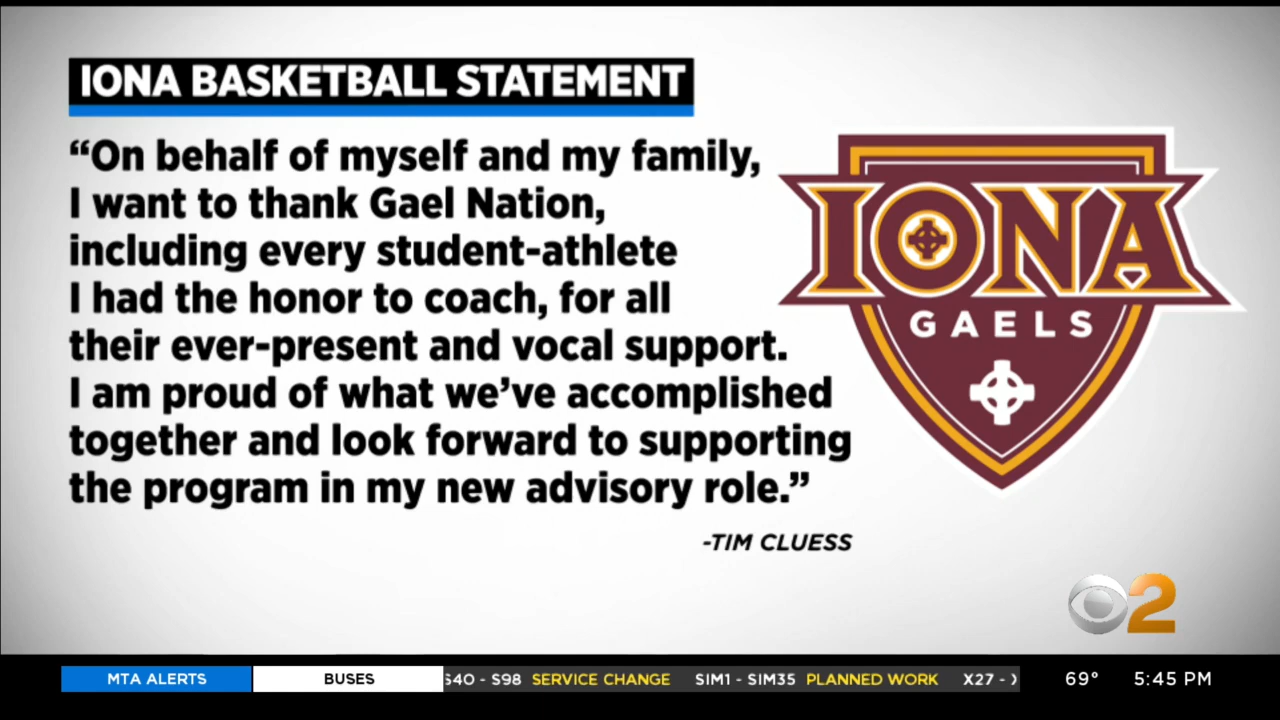 IONA BASKETBALL STATEMENT
“On behalf of myself and my family,
I want to thank Gael Nation,
including every student-athlete
I had the honor to coach, for all
their ever-present and vocal support.
I am proud of what we’ve accomplished
together and look forward to supporting
the program in my new advisory role.”
-TIM CLUESS
IONA
GAELS
2
MTA ALERTS BUSES S40 - S98 SERVICE CHANGE SIM1 - SIM35 PLANNED WORK X27 - 69° 5:45 PM